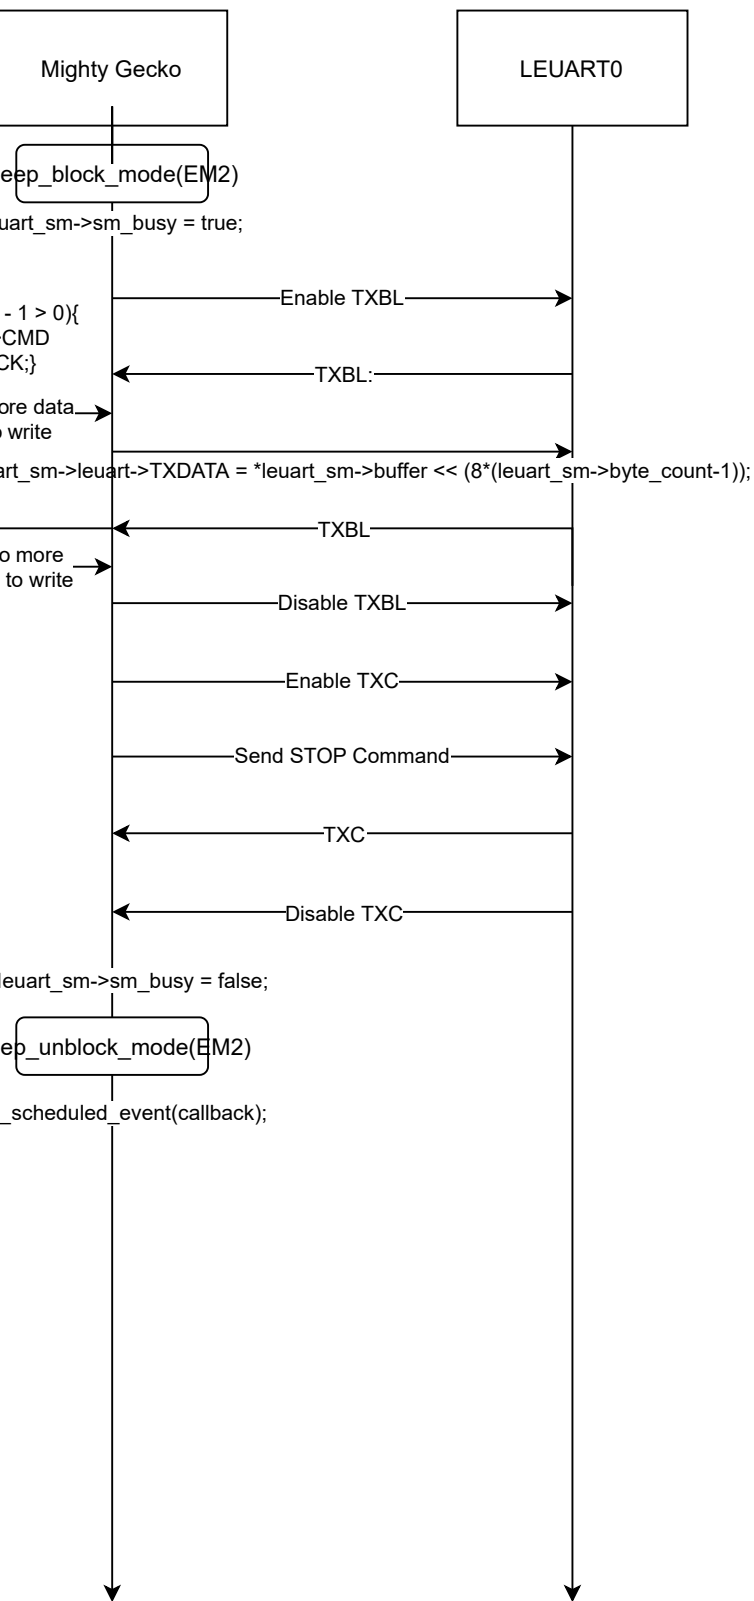 Mighty Gecko
LEUART0
eep_block_mode(EM2)
uart_sm->sm_busy = true;
Enable TXBL
- 1 > 0){
CMD
CK;}
TXBL:
ore data
write
art_sm->leuart->TXDATA = *leuart_sm->buffer << (8*(leuart_sm->byte_count-1));
TXBL
o more
to write
Disable TXBL
Enable TXC
Send STOP Command
TXC
Disable TXC
leuart_sm->sm_busy = false;
ep_unblock_mode(EM2)
_scheduled_event(callback);